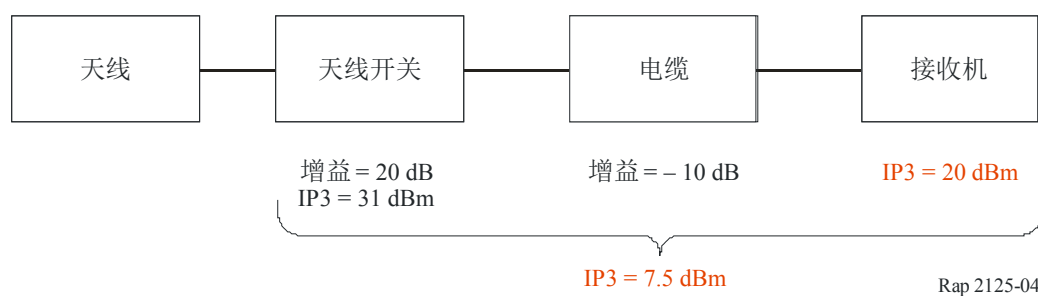 天线
天线开关
电缆
接收机
增益 = 20 dB
IP3 = 31 dBm
增益 = – 10 dB
IP3 = 20 dBm
IP3 = 7.5 dBm
Rap 2125-04